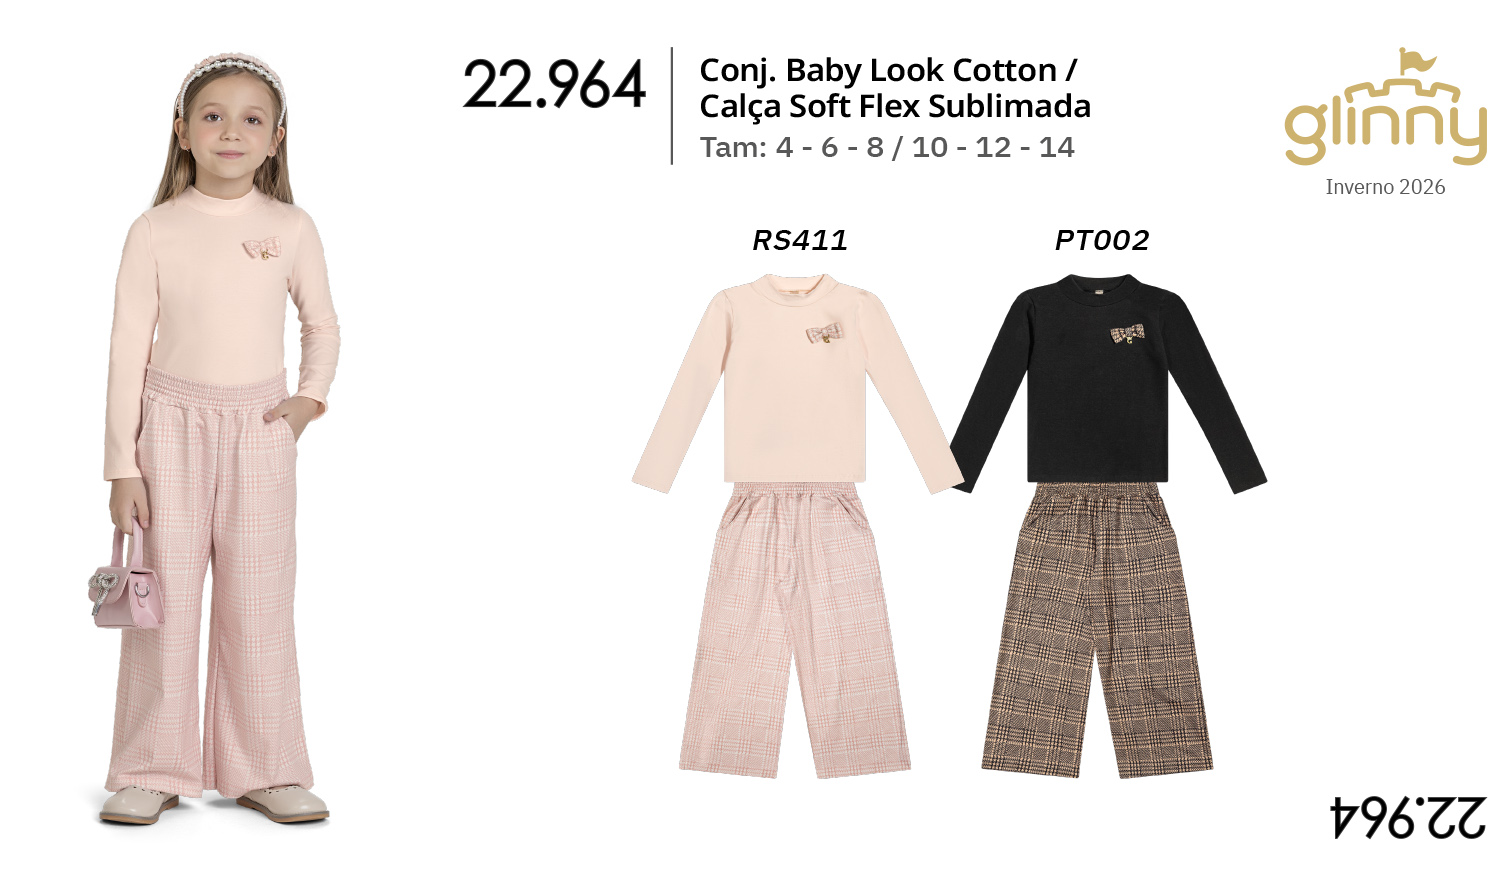 22.964
Conj. Baby Look Cotton /
Calça Soft Flex Sublimada
Tam: 4 - 6 - 8 / 10 - 12 - 14
glinny
Inverno 2026
RS411
PT002
22.964